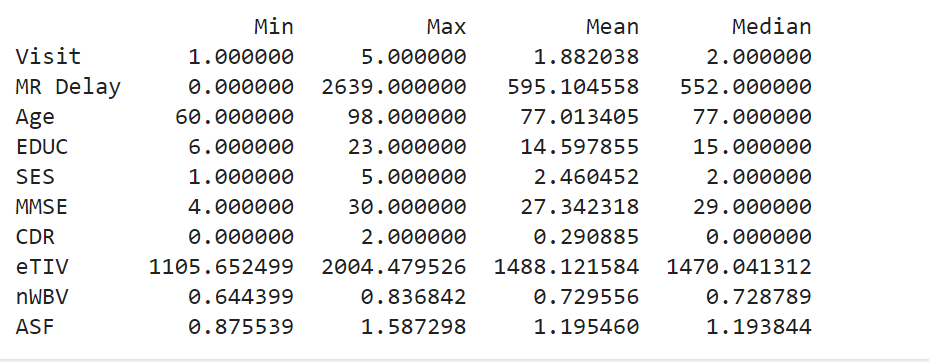 Min Max Mean Median
Visit 1.000000 5.000000 1.882038 2.000000
MR Delay 0.000000 2639.000000 595.104558 552.000000
Age 60.000000 98.000000 77.013405 77.000000
EDUC 6.000000 23.000000 14.597855 15.000000
SES 1.000000 5.000000 2.460452 2.000000
MMSE 4.000000 30.000000 27.342318 29.000000
CDR 0.000000 2.000000 0.290885 0.000000
eTIV 1105.652499 2004.479526 1488.121584 1470.041312
nWBV 0.644399 0.836842 0.729556 0.728789
ASF 0.875539 1.587298 1.195460 1.193844